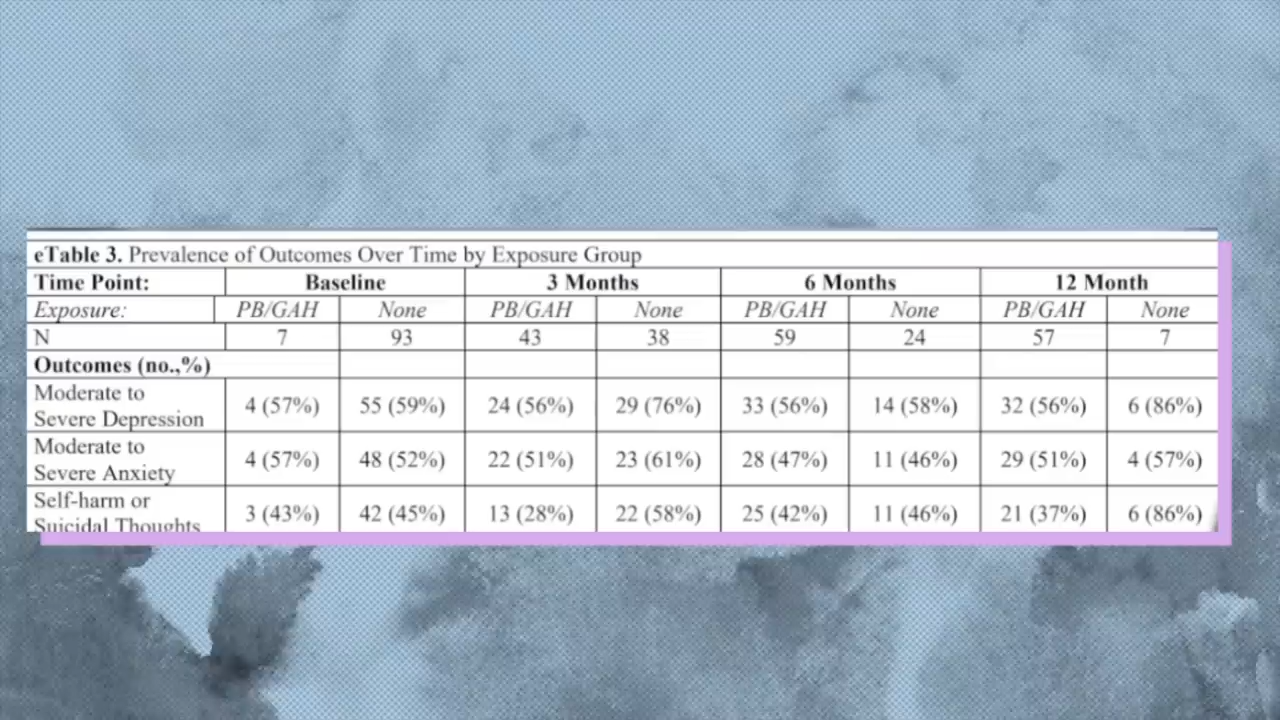 eTable 3. Prevalence of Outcomes Over Time by Exposure Group
Time Point: Baseline 3 Months 6 Months 12 Month
Exposure: PB/GAH None PB/GAH None PB/GAH None PB/GAH None
N 7 93 43 38 59 24 57 7
Outcomes (no.,%)
Moderate to
Severe Depression 4 (57%) 55 (59%) 24 (56%) 29 (76%) 33 (56%) 14 (58%) 32 (56%) 6 (86%)
Moderate to
Severe Anxiety 4 (57%) 48 (52%) 22 (51%) 23 (61%) 28 (47%) 11 (46%) 29 (51%) 4 (57%)
Self-harm or
Suicidal Thoughts 3 (43%) 42 (45%) 13 (28%) 22 (58%) 25 (42%) 11 (46%) 21 (37%) 6 (86%)